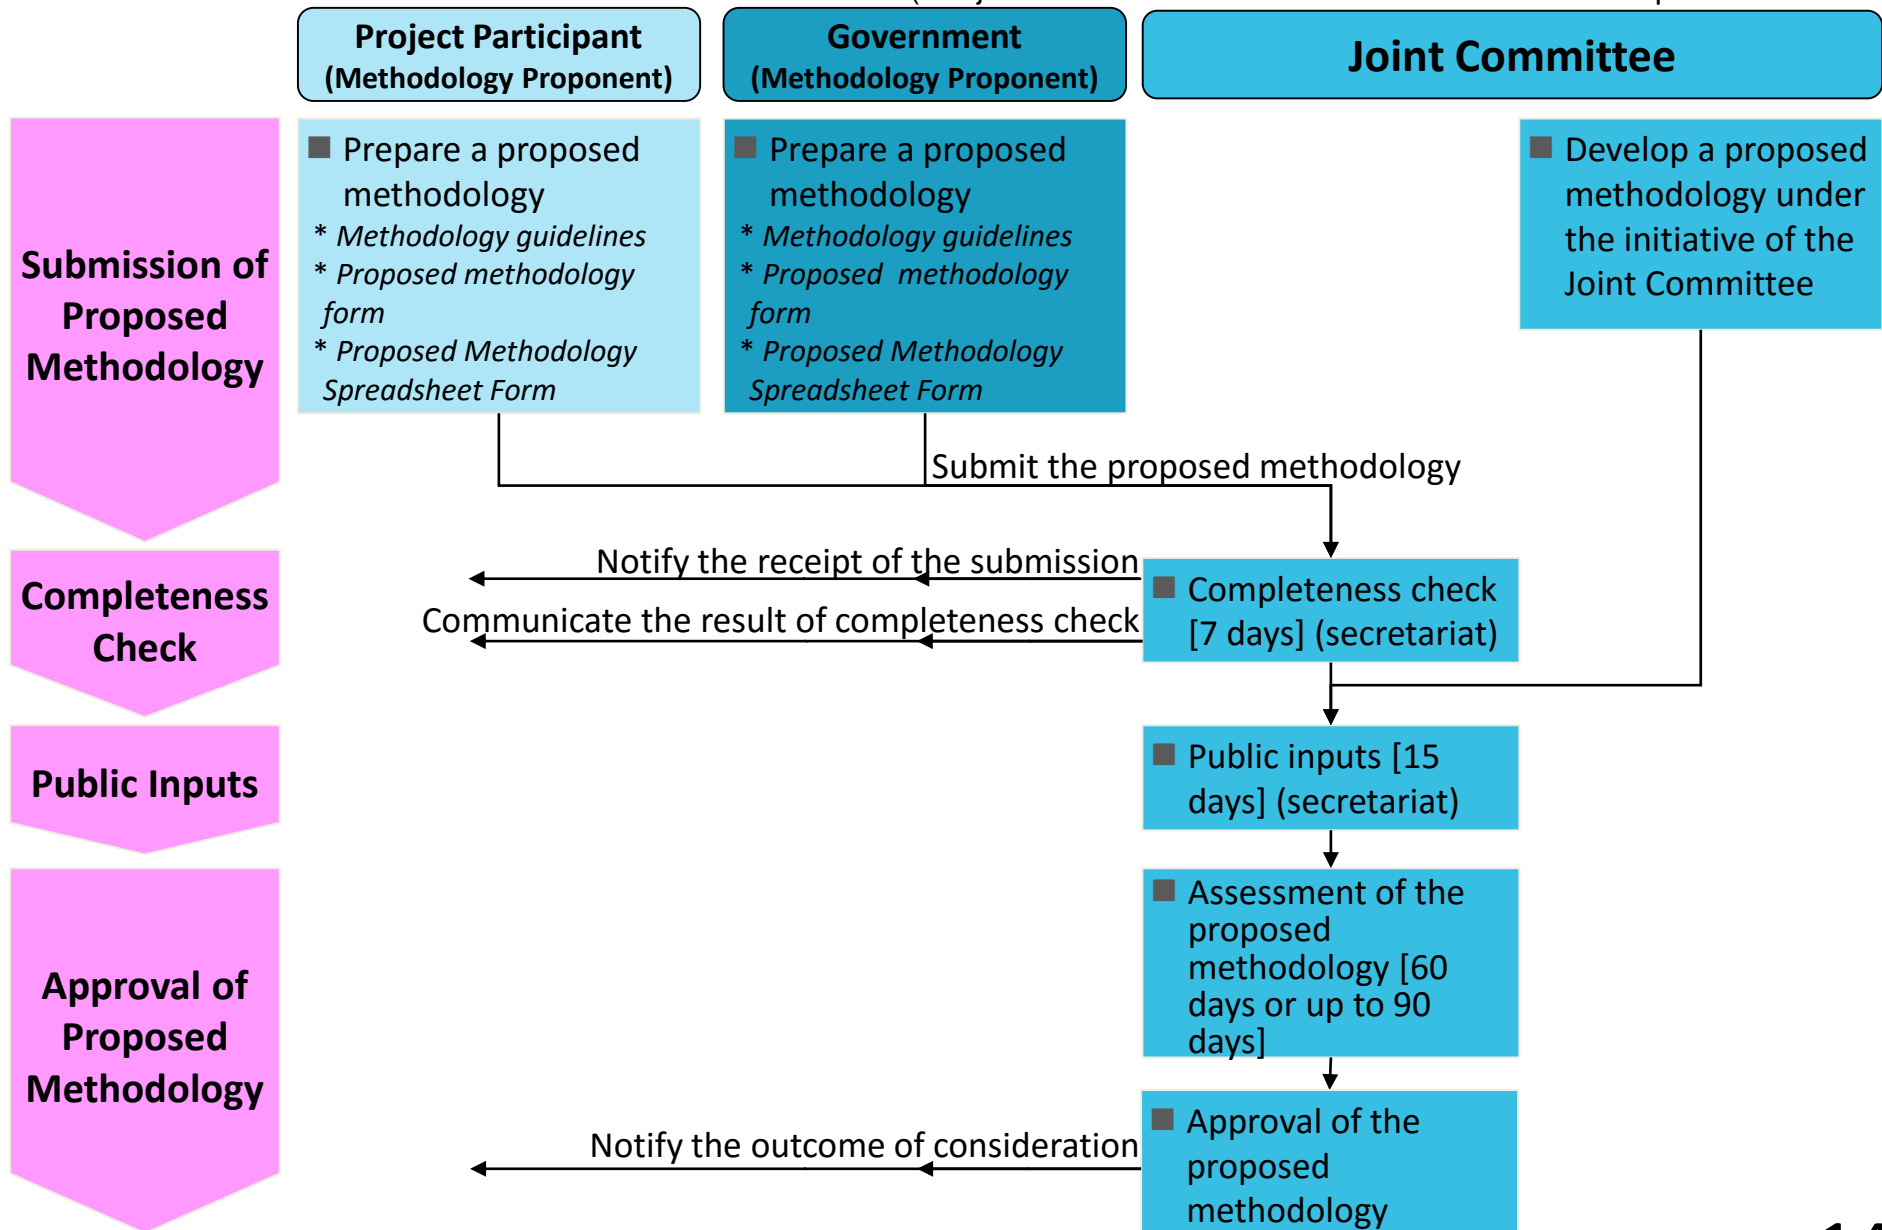 Project Participant
(Methodology Proponent)
Government
(Methodology Proponent)
Joint Committee
Submission of
Proposed
Methodology
■ Prepare a proposed
methodology
* Methodology guidelines
* Proposed methodology
form
* Proposed Methodology
Spreadsheet Form
■ Prepare a proposed
methodology
* Methodology guidelines
* Proposed methodology
form
* Proposed Methodology
Spreadsheet Form
■ Develop a proposed
methodology under
the initiative of the
Joint Committee
Submit the proposed methodology
Completeness
Check
Notify the receipt of the submission
Communicate the result of completeness check
■ Completeness check
[7 days] (secretariat)
Public Inputs
■ Public inputs [15
days] (secretariat)
Approval of
Proposed
Methodology
■ Assessment of the
proposed
methodology [60
days or up to 90
days]
Notify the outcome of consideration
■ Approval of the
proposed
methodology